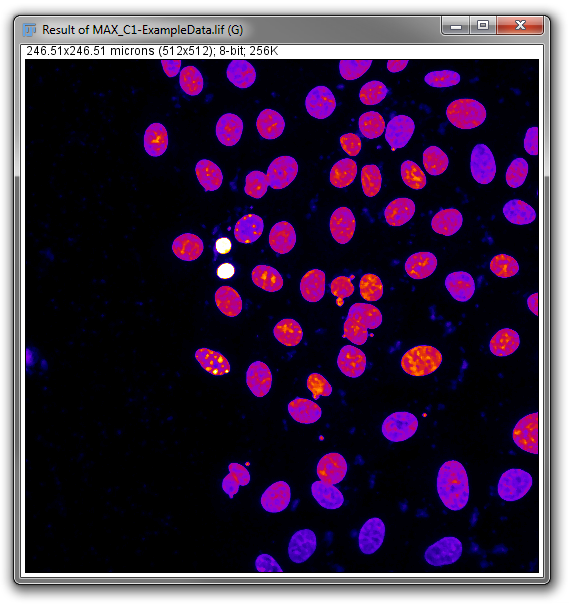 Result of MAX_C1-ExampleData.lif (G)
246.51x246.51 microns (512x512); 8-bit; 256K